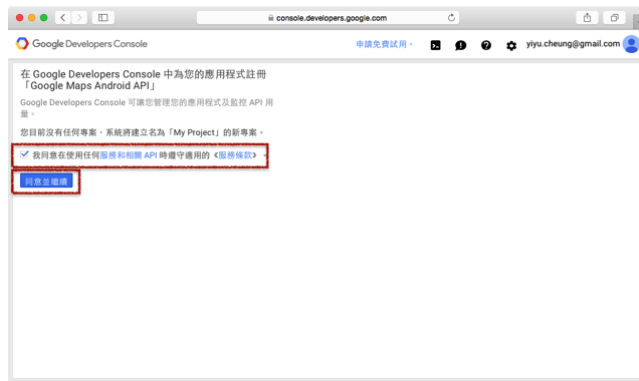 console.developers.google.com
Google Developers Console
申請免費試用。
yiyu.cheung@gmail.com
在 Google Developers Console 中為您的應用程式註冊
「Google Maps Android API」
Google Developers Console 可讓您管理您的應用程式及監控 API 用
量。
您目前沒有任何專案。系統將建立名為「My Project」的新專案。
我同意在使用任何服務和相關 API 時遵守適用的《服務條款》。
同意並繼續